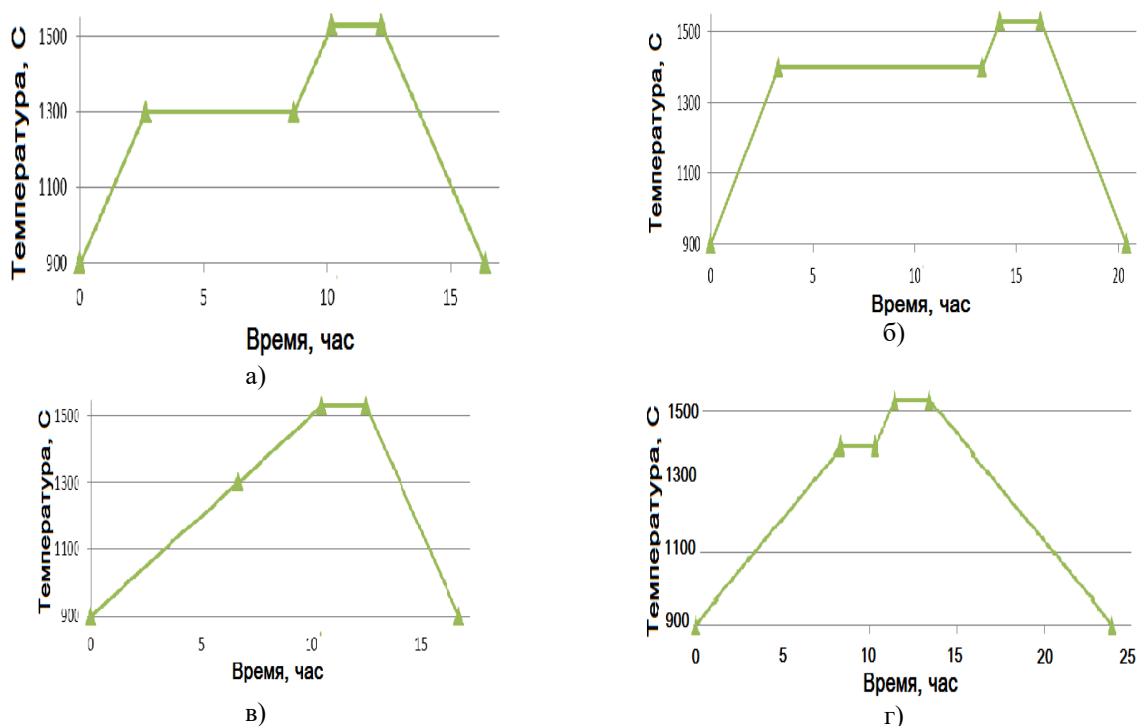 Температура, С
1500
1300
1100
900
0 5 10 15
Время, час
а)
Температура, С
1500
1300
1100
900
0 5 10 15 20
Время, час
б)
Температура, С
1500
1300
1100
900
0 5 10 15
Время, час
в)
Температура, С
1500
1300
1100
900
0 5 10 15 20 25
Время, час
г)